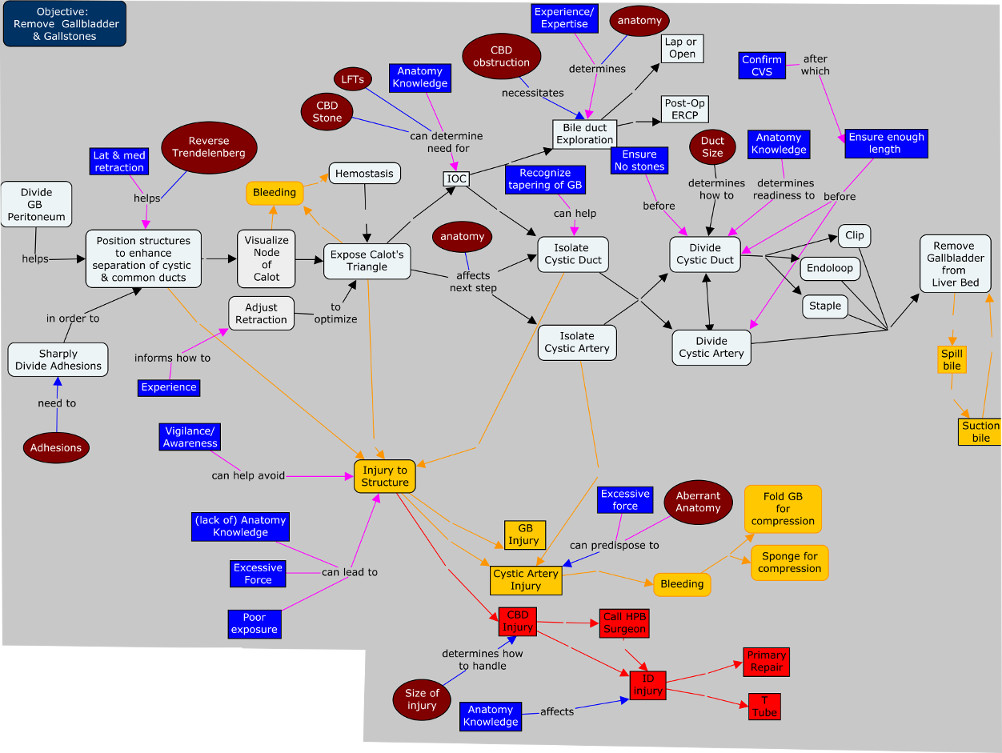 Objective:
Remove Gallbladder
& Gallstones
Experience/
Expertise
anatomy
CBD
obstruction
determines
Lap or
Open
Confirm
CVS
after
which
LFTs
Anatomy
Knowledge
necessitates
CBD
Stone
can determine
need for
Post-Op
ERCP
Bile duct
Exploration
Reverse
Trendelenberg
Lat & med
retraction
Duct
Size
Anatomy
Knowledge
Ensure enough
length
Ensure
No stones
Hemostasis
IOC
Recognize
tapering of GB
Bleeding
Divide
GB
Peritoneum
helps
determines
how to
determines
readiness to
before
before
can help
anatomy
Clip
helps
Position structures
to enhance
separation of cystic
& common ducts
Visualize
Node
of
Calot
Expose Calot's
Triangle
affects
next step
Isolate
Cystic Duct
Divide
Cystic Duct
Endoloop
Remove
Gallbladder
from
Liver Bed
in order to
Adjust
Retraction
to
optimize
Staple
Isolate
Cystic Artery
Divide
Cystic Artery
Sharply
Divide Adhesions
informs how to
Experience
Spill
bile
need to
Adhesions
Vigilance/
Awareness
Suction
bile
can help avoid
Injury to
Structure
Excessive
force
Aberrant
Anatomy
Fold GB
for
compression
(lack of) Anatomy
Knowledge
GB
Injury
can predispose to
Sponge for
compression
Excessive
Force
can lead to
Cystic Artery
Injury
Bleeding
Poor
exposure
CBD
Injury
Call HPB
Surgeon
determines how
to handle
Primary
Repair
ID
injury
Size of
injury
Anatomy
Knowledge
affects
T
Tube